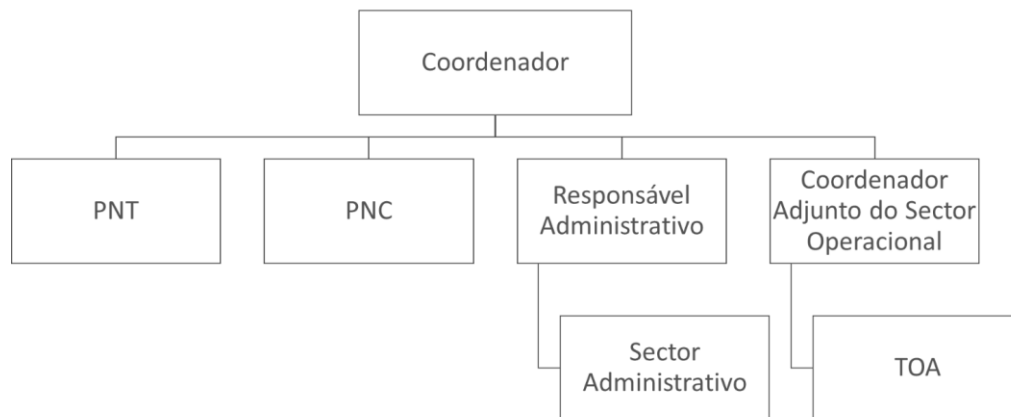 Coordenador
PNT
PNC
Responsável
Administrativo
Coordenador
Adjunto do Sector
Operacional
Sector
Administrativo
TOA